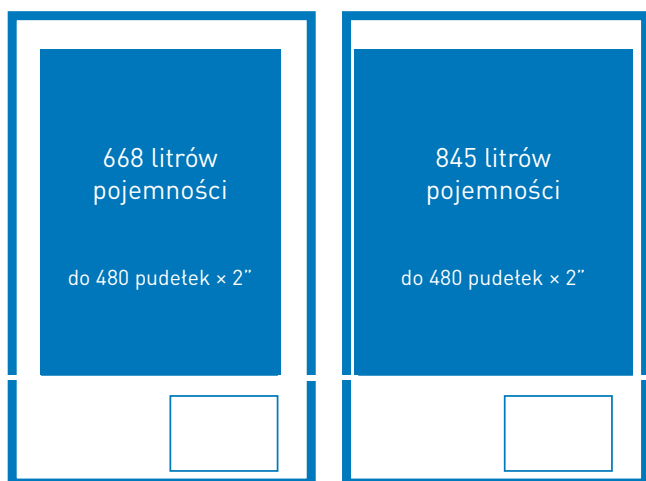 668 litrów
pojemności
do 480 pudełek × 2”
845 litrów
pojemności
do 480 pudełek × 2”